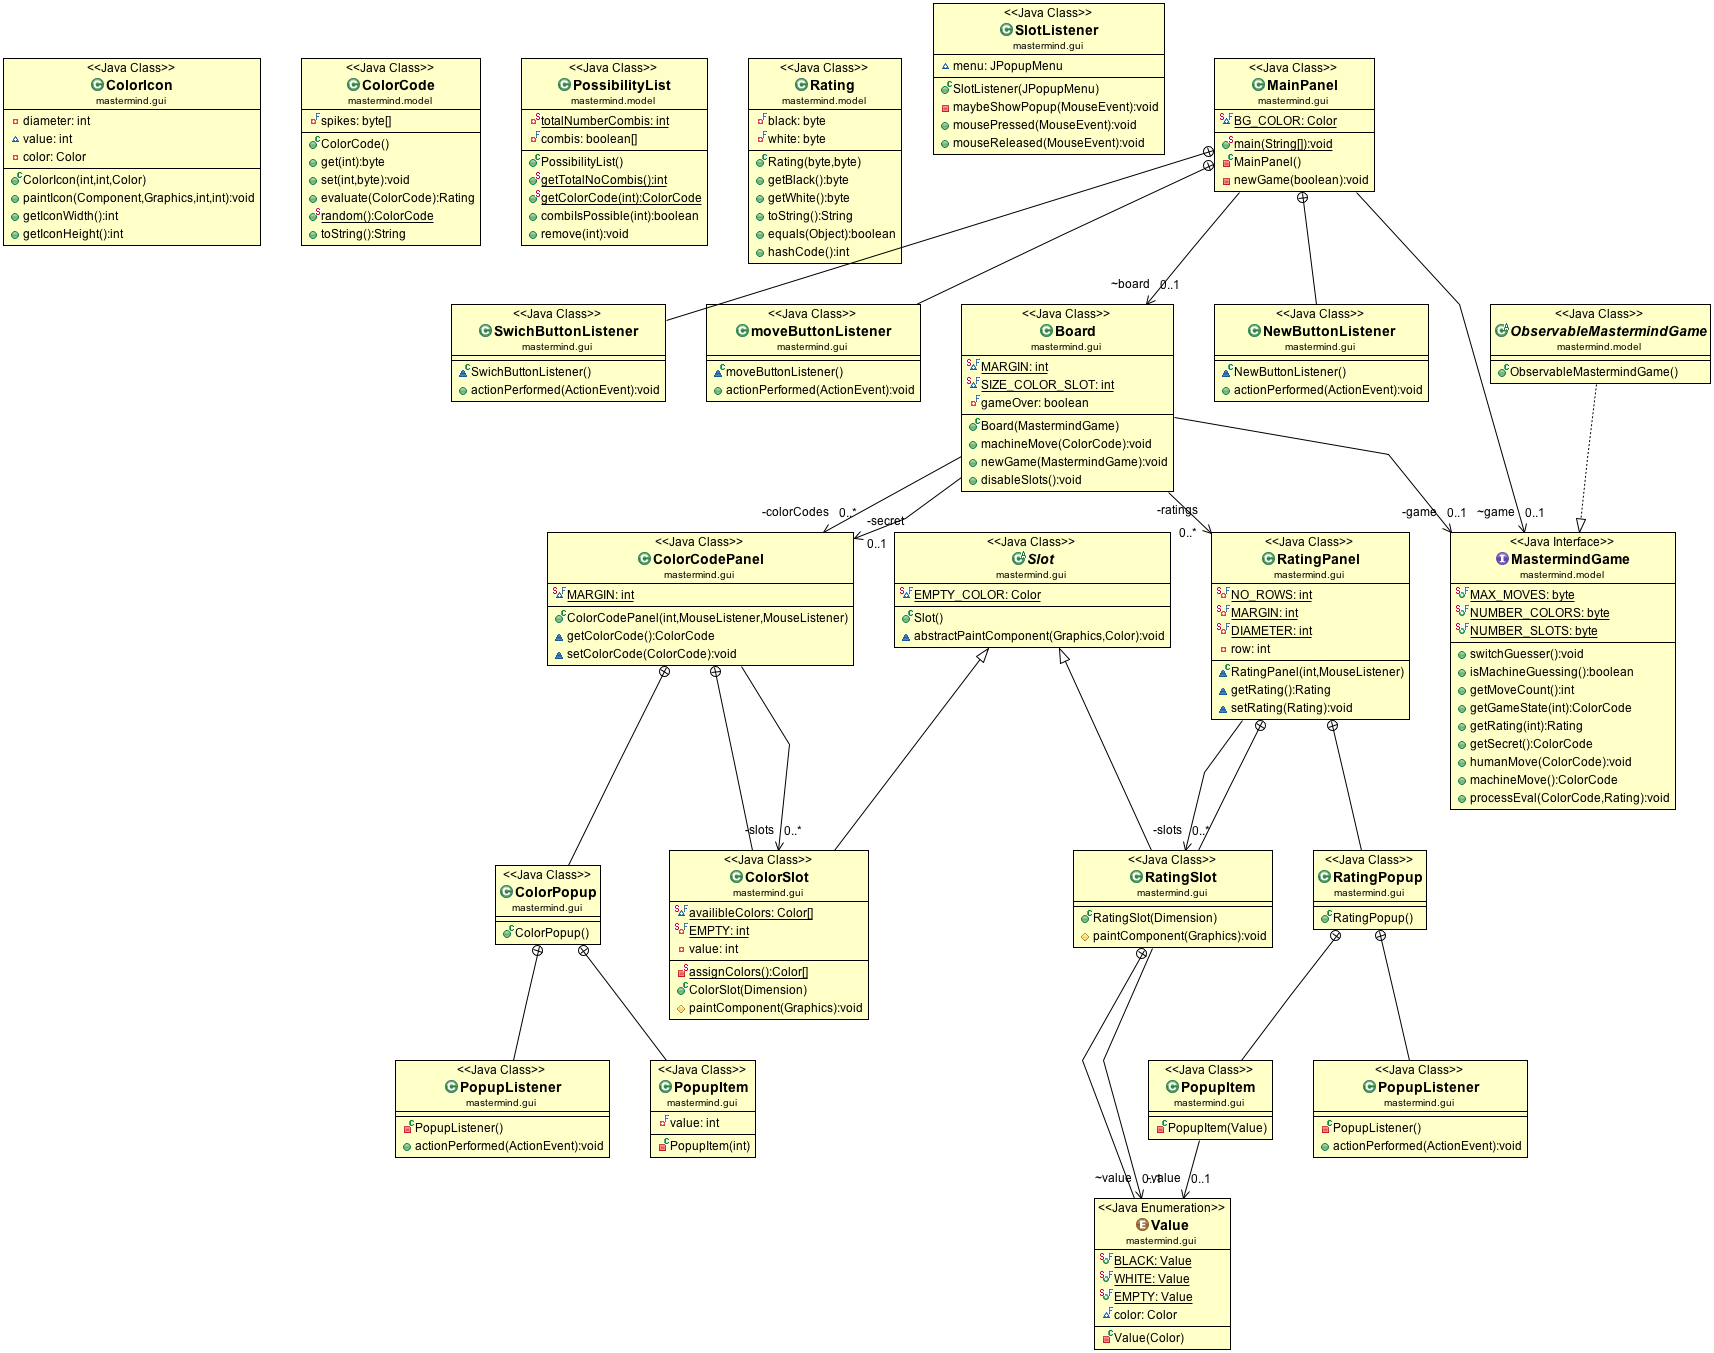 <<Java Class>>
SlotListener
mastermind.gui
menu: JPopupMenu
SlotListener(JPopupMenu)
maybeShowPopup(MouseEvent):void
mousePressed(MouseEvent):void
mouseReleased(MouseEvent):void
<<Java Class>>
ColorIcon
mastermind.gui
diameter: int
value: int
color: Color
ColorIcon(int,int,Color)
paintIcon(Component,Graphics,int,int):void
getIconWidth():int
getIconHeight():int
<<Java Class>>
ColorCode
mastermind.model
spikes: byte[]
ColorCode()
get(int):byte
set(int,byte):void
evaluate(ColorCode):Rating
random():ColorCode
toString():String
<<Java Class>>
PossibilityList
mastermind.model
totalNumberCombis: int
combis: boolean[]
PossibilityList()
getTotalNoCombis():int
getColorCode(int):ColorCode
combiIsPossible(int):boolean
remove(int):void
<<Java Class>>
Rating
mastermind.model
black: byte
white: byte
Rating(byte,byte)
getBlack():byte
getWhite():byte
toString():String
equals(Object):boolean
hashCode():int
<<Java Class>>
MainPanel
mastermind.gui
BG_COLOR: Color
main(String[]):void
MainPanel()
newGame(boolean):void
~board 0..1
<<Java Class>>
SwichButtonListener
mastermind.gui
SwichButtonListener()
actionPerformed(ActionEvent):void
<<Java Class>>
moveButtonListener
mastermind.gui
moveButtonListener()
actionPerformed(ActionEvent):void
<<Java Class>>
Board
mastermind.gui
MARGIN: int
SIZE_COLOR_SLOT: int
gameOver: boolean
Board(MastermindGame)
machineMove(ColorCode):void
newGame(MastermindGame):void
disableSlots():void
<<Java Class>>
NewButtonListener
mastermind.gui
NewButtonListener()
actionPerformed(ActionEvent):void
<<Java Class>>
ObservableMastermindGame
mastermind.model
ObservableMastermindGame()
-colorCodes 0..*
-secret
0..1
-ratings
0..*
-game 0..1
~game 0..1
<<Java Class>>
ColorCodePanel
mastermind.gui
MARGIN: int
ColorCodePanel(int,MouseListener,MouseListener)
getColorCode():ColorCode
setColorCode(ColorCode):void
<<Java Class>>
Slot
mastermind.gui
EMPTY_COLOR: Color
Slot()
abstractPaintComponent(Graphics,Color):void
<<Java Class>>
RatingPanel
mastermind.gui
NO_ROWS: int
MARGIN: int
DIAMETER: int
row: int
RatingPanel(int,MouseListener)
getRating():Rating
setRating(Rating):void
<<Java Interface>>
MastermindGame
mastermind.model
MAX_MOVES: byte
NUMBER_COLORS: byte
NUMBER_SLOTS: byte
switchGuesser():void
isMachineGuessing():boolean
getMoveCount():int
getGameState(int):ColorCode
getRating(int):Rating
getSecret():ColorCode
humanMove(ColorCode):void
machineMove():ColorCode
processEval(ColorCode,Rating):void
-slots 0..*
-slots 0..*
<<Java Class>>
ColorPopup
mastermind.gui
ColorPopup()
<<Java Class>>
ColorSlot
mastermind.gui
availibleColors: Color[]
EMPTY: int
value: int
assignColors():Color[]
ColorSlot(Dimension)
paintComponent(Graphics):void
<<Java Class>>
RatingSlot
mastermind.gui
RatingSlot(Dimension)
paintComponent(Graphics):void
<<Java Class>>
RatingPopup
mastermind.gui
RatingPopup()
<<Java Class>>
PopupListener
mastermind.gui
PopupListener()
actionPerformed(ActionEvent):void
<<Java Class>>
PopupItem
mastermind.gui
value: int
PopupItem(int)
<<Java Class>>
PopupItem
mastermind.gui
PopupItem(Value)
<<Java Class>>
PopupListener
mastermind.gui
PopupListener()
actionPerformed(ActionEvent):void
~value 0..1 value 0..1
<<Java Enumeration>>
Value
mastermind.gui
BLACK: Value
WHITE: Value
EMPTY: Value
color: Color
Value(Color)